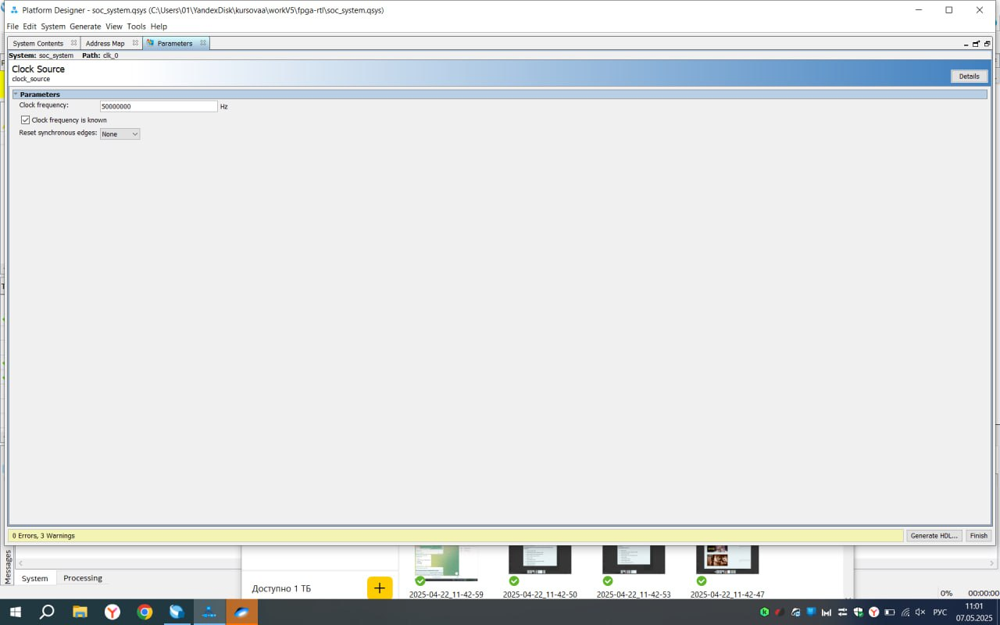 Platform Designer - soc_system.qsys (C:\Users\01\YandexDisk\kursovaa\workV5\fpga-rtl\soc_system.qsys)
File Edit System Generate View Tools Help
System Contents Address Map Parameters
System: soc_system Path: clk_0
Clock Source
clock_source
Details
Parameters
Clock frequency: 50000000 Hz
Clock frequency is known
Reset synchronous edges: None
0 Errors, 3 Warnings
Generate HDL... Finish
Messages
System Processing
Доступно 1 ТБ
2025-04-22_11-42-59 2025-04-22_11-42-50 2025-04-22_11-42-53 2025-04-22_11-42-47
0% 00:00:00
РУС
11:01
07.05.2025